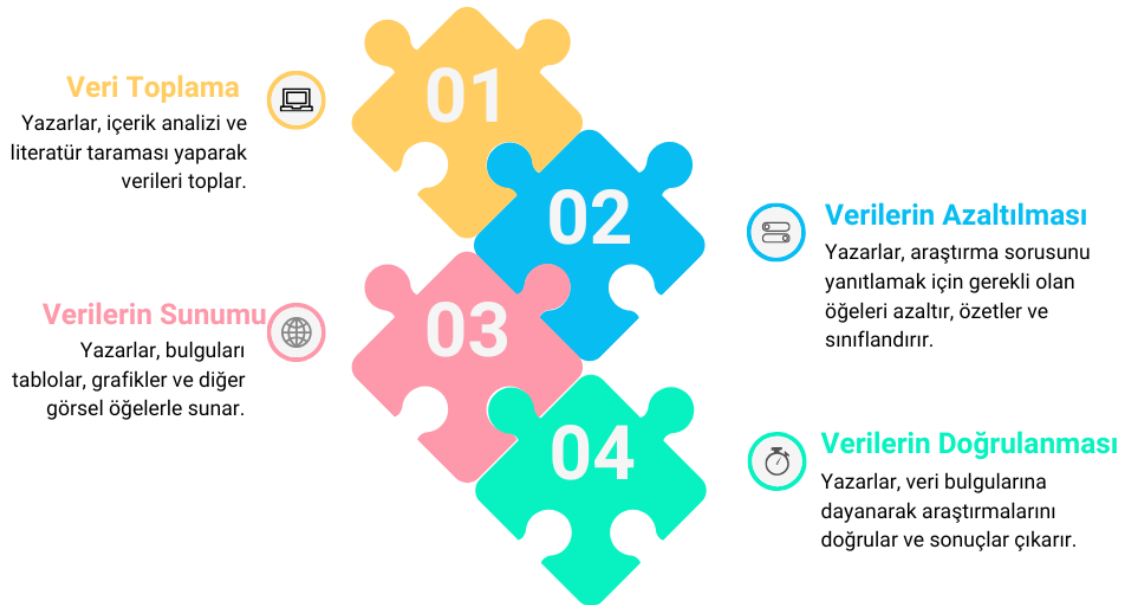 01
Veri Toplama
Yazarlar, içerik analizi ve
literatür taraması yaparak
verileri toplar.
02
Verilerin Azaltılması
Yazarlar, araştırma sorusunu
yanıtlamak için gerekli olan
öğeleri azaltır, özetler ve
sınıflandırır.
03
Verilerin Sunumu
Yazarlar, bulguları
tablolar, grafikler ve diğer
görsel öğelerle sunar.
04
Verilerin Doğrulanması
Yazarlar, veri bulgularına
dayanarak araştırmalarını
doğrular ve sonuçlar çıkarır.